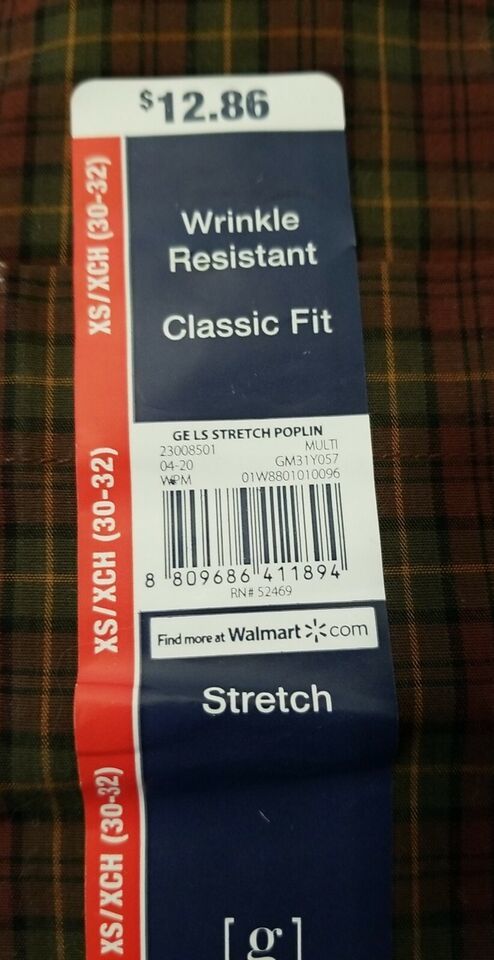 $12.86
XS/XCH (30-32)
Wrinkle
Resistant
Classic Fit
GE LS STRETCH POPLIN
23008501 MULTI
04-20 GM31Y057
WPM 01W8801010096
8 809686 411894
RN# 52469
XS/XCH (30-32)
Find more at Walmart.com
Stretch
XS/XCH (30-32)
[g]